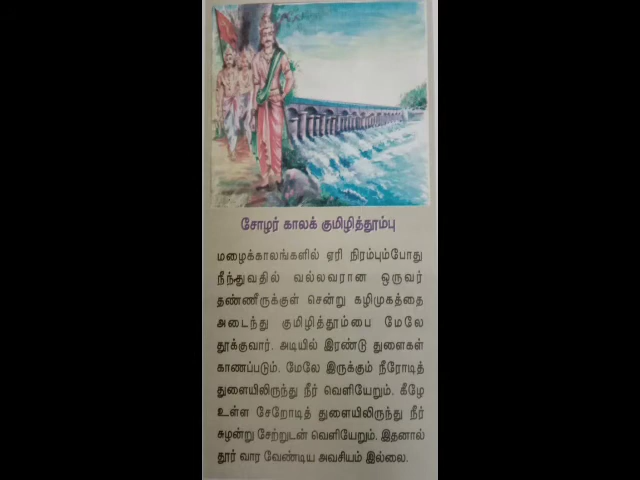 சோழர் காலக் குமிழித்தூம்பு
மழைக்காலங்களில் ஏரி நிரம்பும்போது
நீந்துவதில் வல்லவரான ஒருவர்
தண்ணீருக்குள் சென்று கழிமுகத்தை
அடைந்து குமிழித்தூம்பை மேலே
தூக்குவார். அடியில் இரண்டு துளைகள்
காணப்படும். மேலே இருக்கும் நீரோடித்
துளையிலிருந்து நீர் வெளியேறும். கீழே
உள்ள சேறோடித் துளையிலிருந்து நீர்
சுழன்று சேற்றுடன் வெளியேறும். இதனால்
தூர் வார வேண்டிய அவசியம் இல்லை.